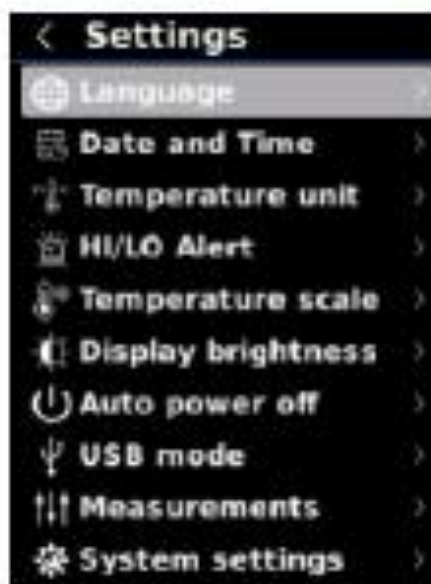 Settings
Language
Date and Time
Temperature unit
HI/LO Alert
Temperature scale
Display brightness
Auto power off
USB mode
Measurements
System settings